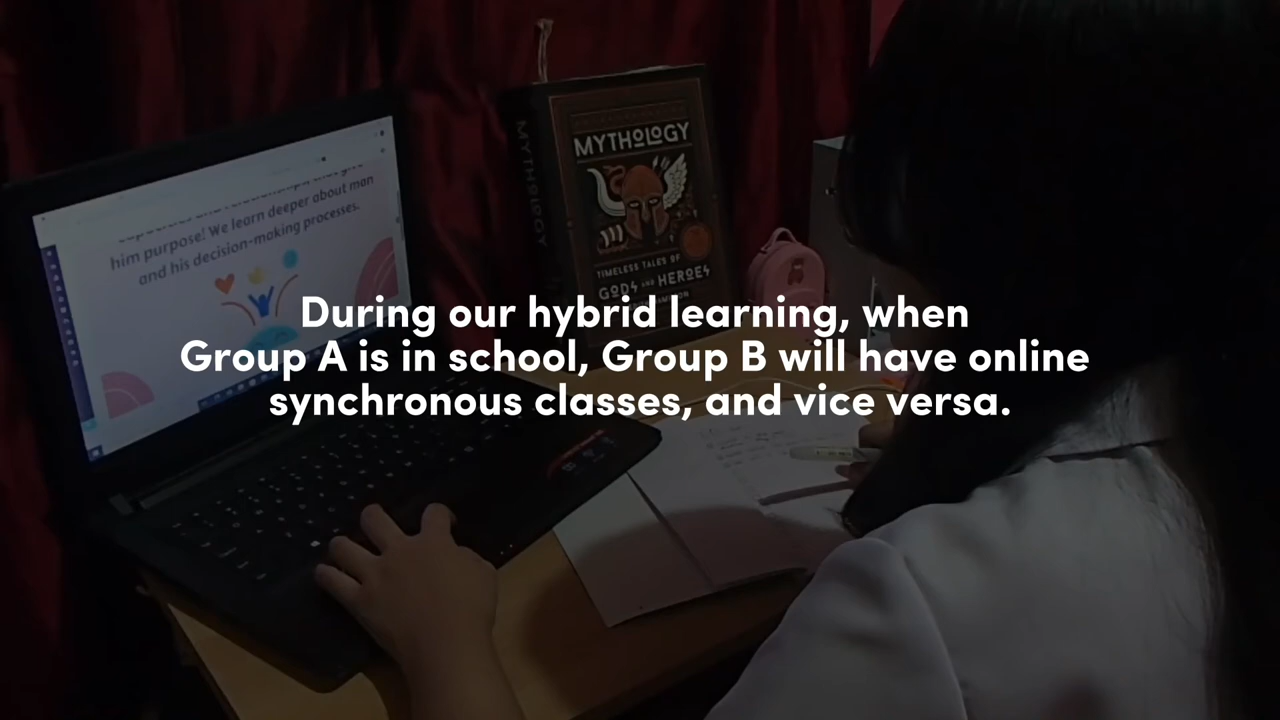 During our hybrid learning, when
Group A is in school, Group B will have online
synchronous classes, and vice versa.
him purpose! We learn deeper about man
and his decision-making processes.
MYTHOLOGY
MYTHOLOGY
TIMELESS TALES OF
GODS AND HEROES